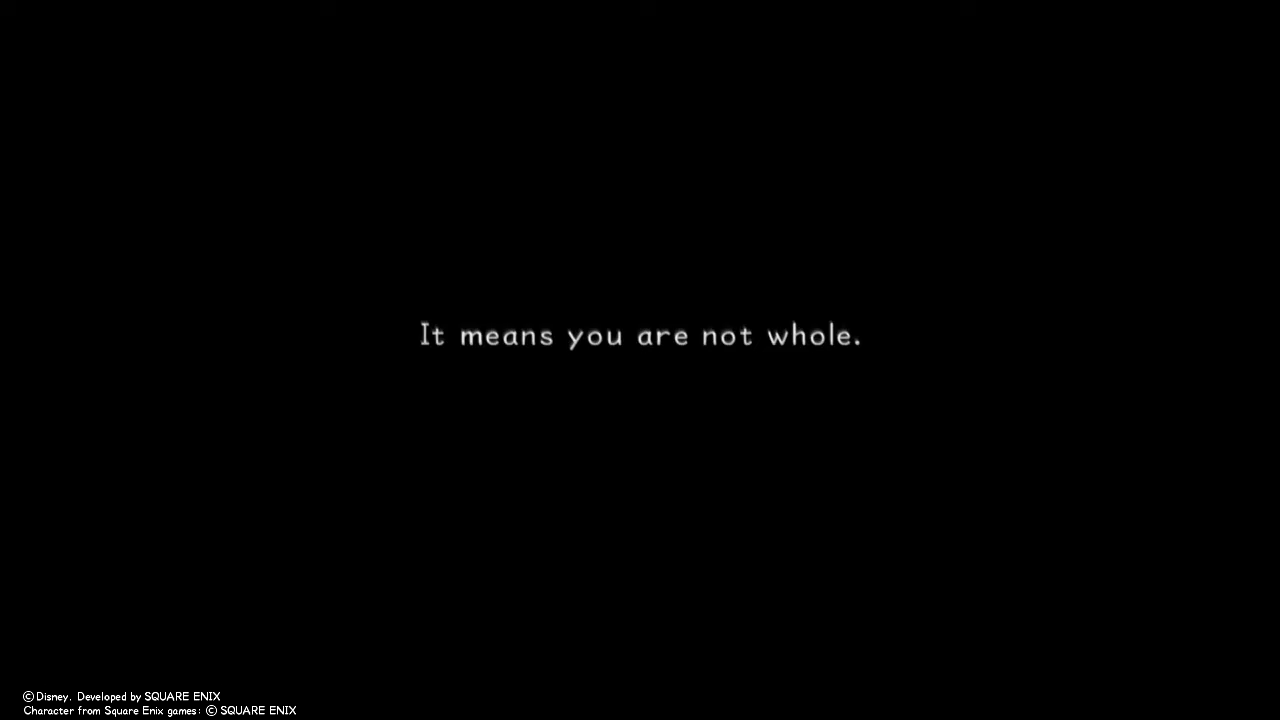 It means you are not whole.
©Disney. Developed by SQUARE ENIX
Character from Square Enix games: © SQUARE ENIX